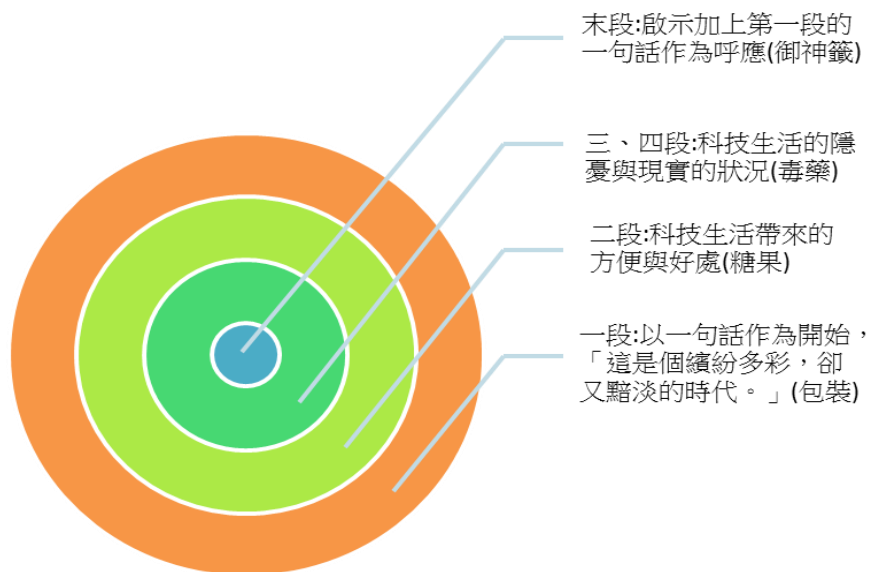 末段:啟示加上第一段的
一句話作為呼應(御神籤)
三、四段:科技生活的隱
憂與現實的狀況(毒藥)
二段:科技生活帶來的
方便與好處(糖果)
一段:以一句話作為開始，
「這是個繽紛多彩，卻
又黯淡的時代。」(包裝)